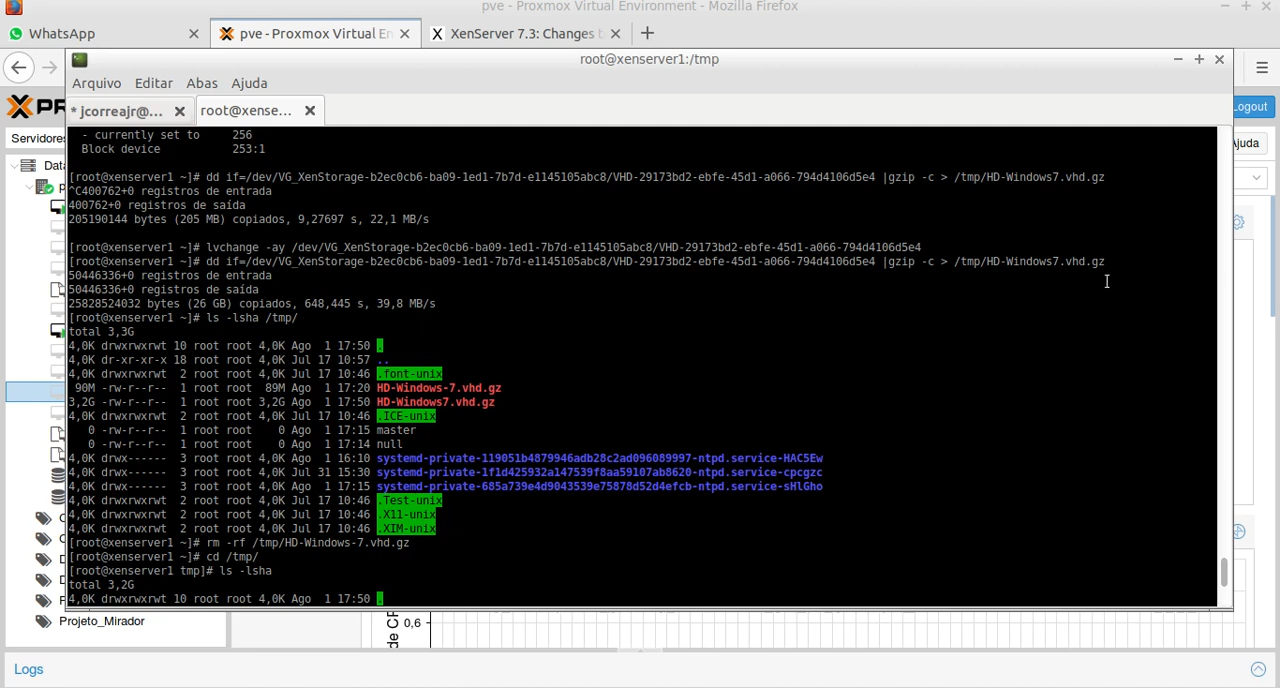 pve - Proxmox Virtual Environment - Mozilla Firefox
WhatsApp
pve - Proxmox Virtual En
XenServer 7.3: Changes t
root@xenserver1:/tmp
Arquivo Editar Abas Ajuda
PR
Logout
* jcorreajr@...
root@xense...
Servidores
Ajuda
Data
p
- currently set to 256
Block device 253:1
[root@xenserver1 ~]# dd if=/dev/VG_XenStorage-b2ec0cb6-ba09-1ed1-7b7d-e1145105abc8/VHD-29173bd2-ebfe-45d1-a066-794d4106d5e4 |gzip -c > /tmp/HD-Windows7.vhd.gz
^C400762+0 registros de entrada
400762+0 registros de saída
205190144 bytes (205 MB) copiados, 9,27697 s, 22,1 MB/s
[root@xenserver1 ~]# lvchange -ay /dev/VG_XenStorage-b2ec0cb6-ba09-1ed1-7b7d-e1145105abc8/VHD-29173bd2-ebfe-45d1-a066-794d4106d5e4
[root@xenserver1 ~]# dd if=/dev/VG_XenStorage-b2ec0cb6-ba09-1ed1-7b7d-e1145105abc8/VHD-29173bd2-ebfe-45d1-a066-794d4106d5e4 |gzip -c > /tmp/HD-Windows7.vhd.gz
50446336+0 registros de entrada
50446336+0 registros de saída
25828524032 bytes (26 GB) copiados, 648,445 s, 39,8 MB/s
[root@xenserver1 ~]# ls -lsha /tmp/
total 3,3G
4,0K drwxrwxrwt 10 root root 4,0K Ago 1 17:50 .
4,0K dr-xr-xr-x 18 root root 4,0K Jul 17 10:57 ..
4,0K drwxrwxrwt 2 root root 4,0K Jul 17 10:46 .font-unix
90M -rw-r--r-- 1 root root 89M Ago 1 17:20 HD-Windows-7.vhd.gz
3,2G -rw-r--r-- 1 root root 3,2G Ago 1 17:50 HD-Windows7.vhd.gz
4,0K drwxrwxrwt 2 root root 4,0K Jul 17 10:46 .ICE-unix
0 -rw-r--r-- 1 root root 0 Ago 1 17:15 master
0 -rw-r--r-- 1 root root 0 Ago 1 17:14 null
4,0K drwx------ 3 root root 4,0K Ago 1 16:10 systemd-private-119051b4879946adb28c2ad096089997-ntpd.service-HAC5Ew
4,0K drwx------ 3 root root 4,0K Jul 31 15:30 systemd-private-1f1d425932a147539f8aa59107ab8620-ntpd.service-cpcgzc
4,0K drwx------ 3 root root 4,0K Ago 1 17:15 systemd-private-685a739e4d9043539e75878d52d4efcb-ntpd.service-sHlGho
4,0K drwxrwxrwt 2 root root 4,0K Jul 17 10:46 .Test-unix
4,0K drwxrwxrwt 2 root root 4,0K Jul 17 10:46 .X11-unix
4,0K drwxrwxrwt 2 root root 4,0K Jul 17 10:46 .XIM-unix
[root@xenserver1 ~]# rm -rf /tmp/HD-Windows-7.vhd.gz
[root@xenserver1 ~]# cd /tmp/
[root@xenserver1 tmp]# ls -lsha
total 3,2G
4,0K drwxrwxrwt 10 root root 4,0K Ago 1 17:50 .
Projeto_Mirador
de CP
0,6
Logs